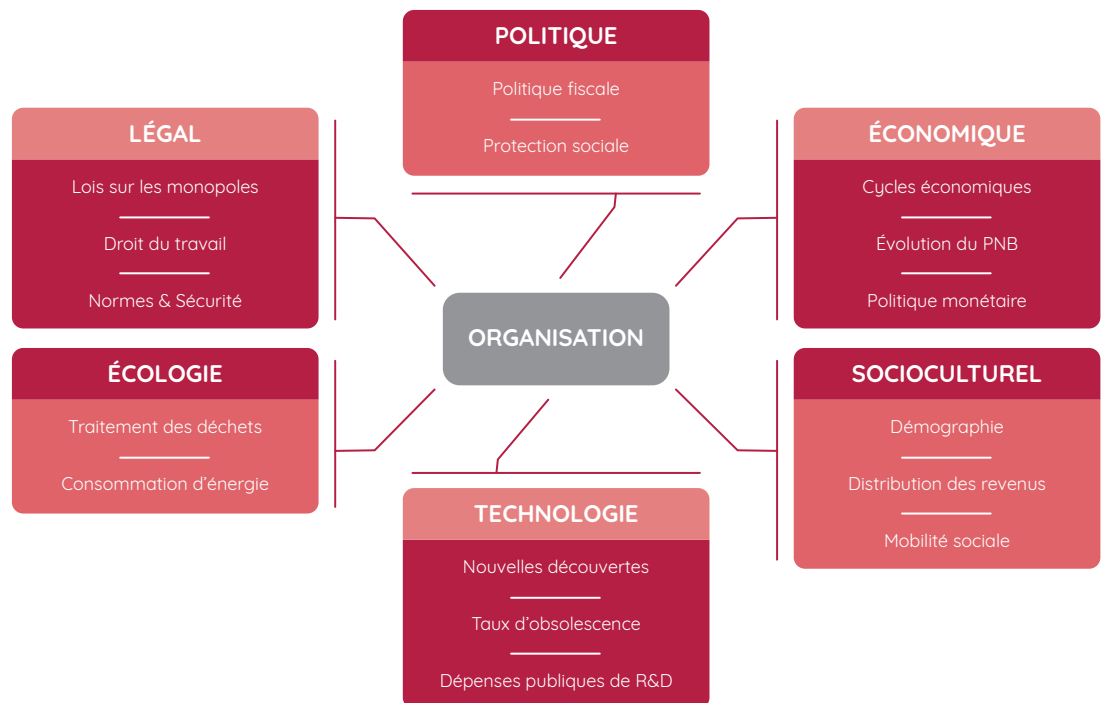 POLITIQUE
Politique fiscale
Protection sociale
LÉGAL
Lois sur les monopoles
Droit du travail
Normes & Sécurité
ÉCONOMIQUE
Cycles économiques
Évolution du PNB
Politique monétaire
ORGANISATION
ÉCOLOGIE
Traitement des déchets
Consommation d'énergie
SOCIOCULTUREL
Démographie
Distribution des revenus
Mobilité sociale
TECHNOLOGIE
Nouvelles découvertes
Taux d'obsolescence
Dépenses publiques de R&D